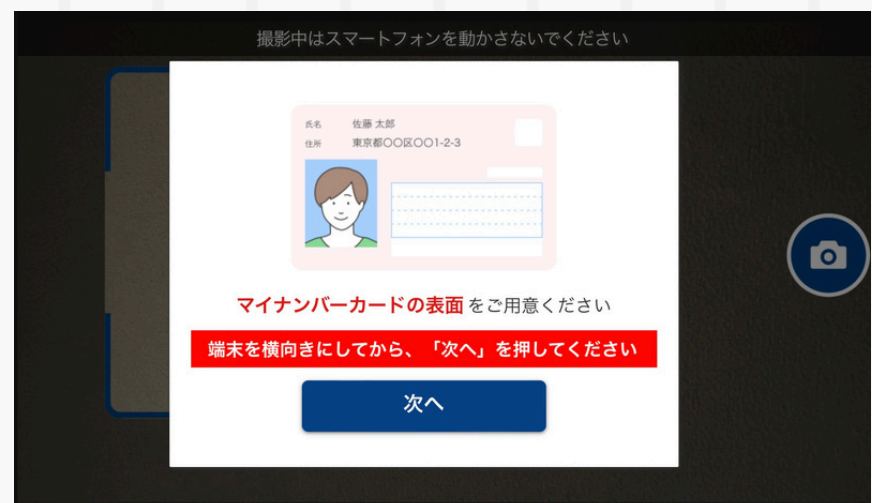 撮影中はスマートフォンを動かさないでください
氏名 佐藤 太郎
住所 東京都〇〇区〇〇1-2-3
マイナンバーカードの表面 をご用意ください
端末を横向きにしてから、「次へ」を押してください
次へ